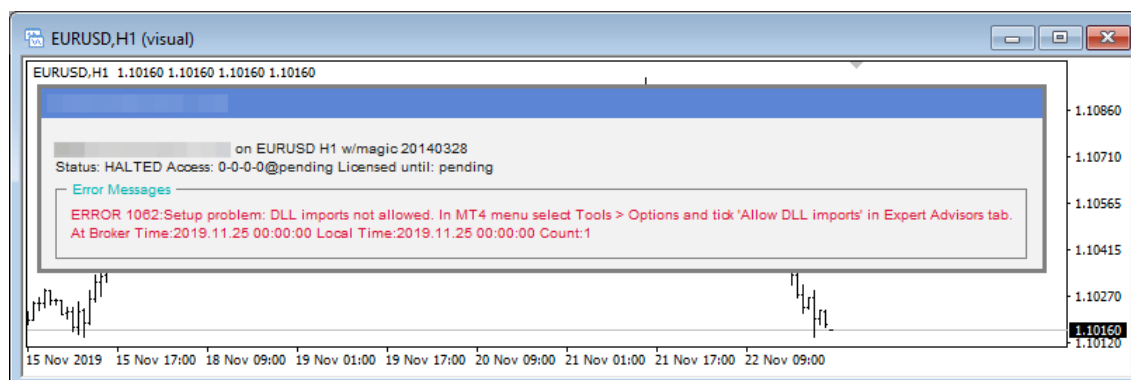 EURUSD,H1 (visual)
EURUSD,H1 1.10160 1.10160 1.10160 1.10160
on EURUSD H1 w/magic 20140328
Status: HALTED Access: 0-0-0-0@pending Licensed until: pending
Error Messages
ERROR 1062:Setup problem: DLL imports not allowed. In MT4 menu select Tools > Options and tick 'Allow DLL imports' in Expert Advisors tab.
At Broker Time:2019.11.25 00:00:00 Local Time:2019.11.25 00:00:00 Count:1
1.10860
1.10710
1.10565
1.10415
1.10270
1.10160
1.10120
15 Nov 2019 15 Nov 17:00 18 Nov 09:00 19 Nov 01:00 19 Nov 17:00 20 Nov 09:00 21 Nov 01:00 21 Nov 17:00 22 Nov 09:00